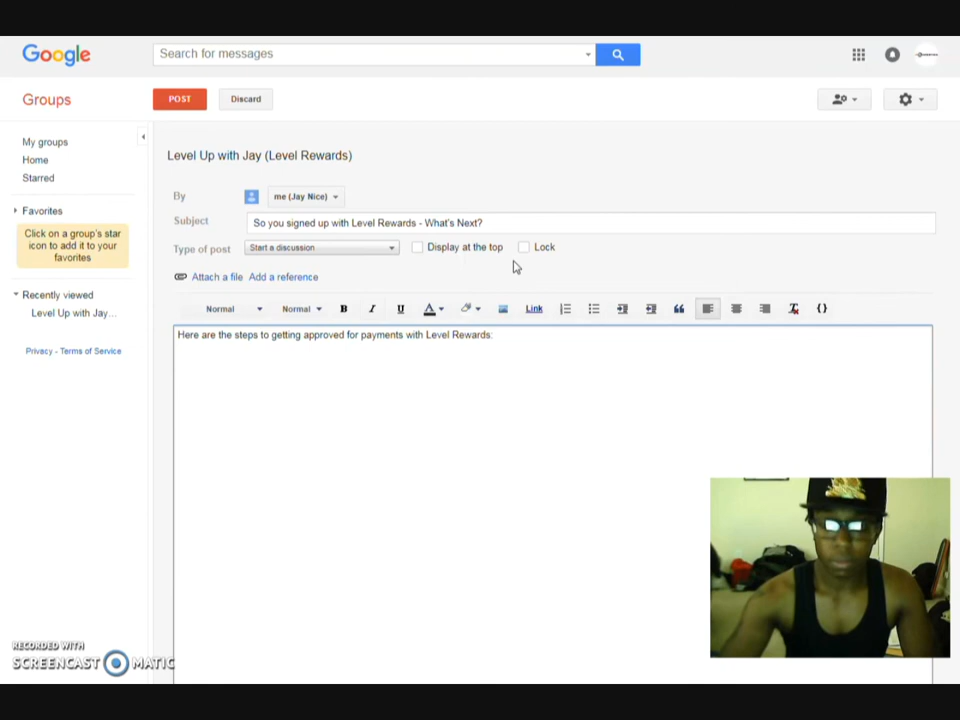 Google
Search for messages
Groups
POST
Discard
My groups
Home
Starred
Favorites
Click on a group's star
icon to add it to your
favorites
Recently viewed
Level Up with Jay...
Privacy - Terms of Service
Level Up with Jay (Level Rewards)
By
me (Jay Nice)
Subject
So you signed up with Level Rewards - What's Next?
Type of post
Start a discussion
Display at the top
Lock
Attach a file
Add a reference
Normal
Normal
B
I
U
A
Link
{}
Here are the steps to getting approved for payments with Level Rewards:
RECORDED WITH
SCREENCAST MATIC